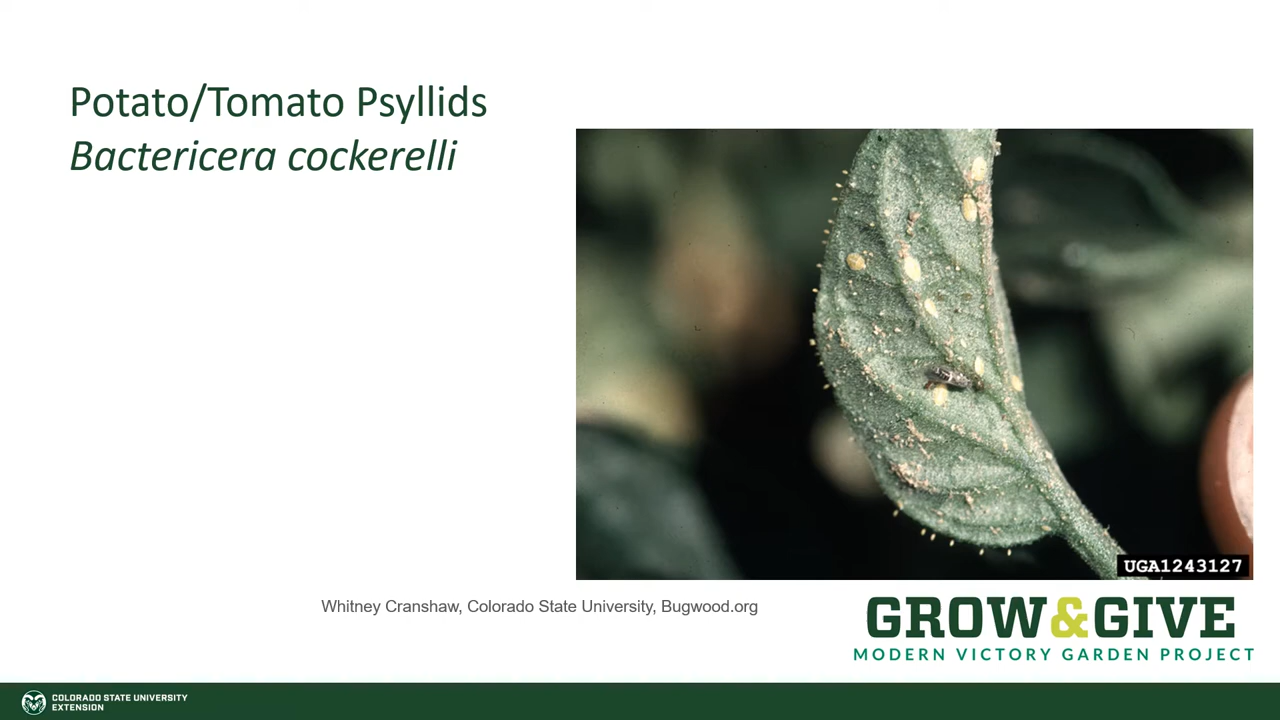 Potato/Tomato Psyllids
Bactericera cockerelli
UGA1243127
Whitney Cranshaw, Colorado State University, Bugwood.org
GROW&GIVE
MODERN VICTORY GARDEN PROJECT
COLORADO STATE UNIVERSITY
EXTENSION